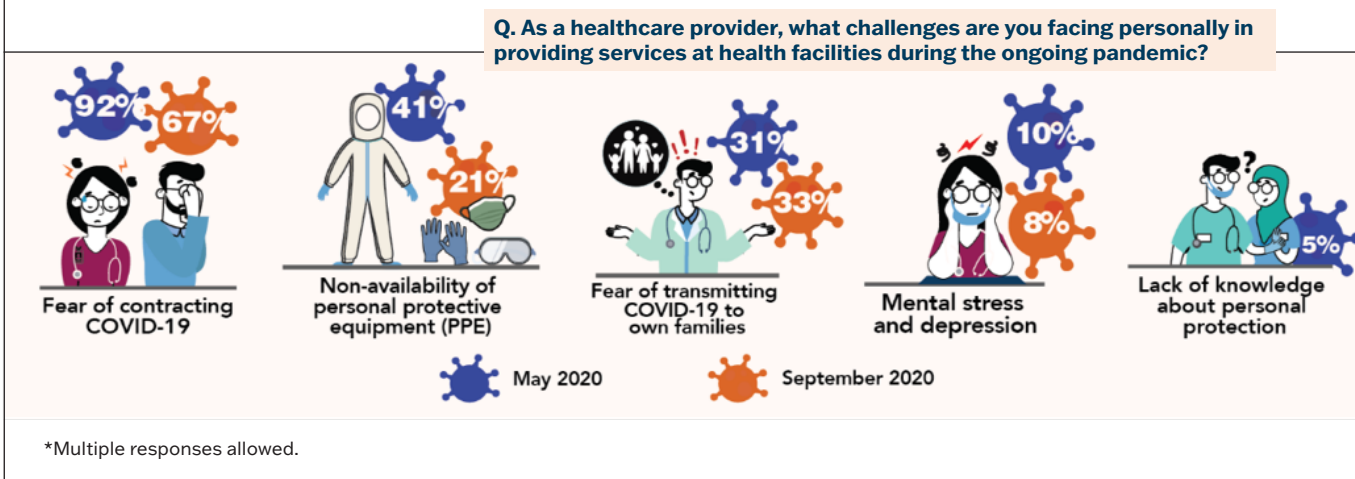 Q. As a healthcare provider, what challenges are you facing personally in
providing services at health facilities during the ongoing pandemic?
92%
67%
Fear of contracting
COVID-19
41%
21%
Non-availability of
personal protective
equipment (PPE)
!!!
31%
33%
Fear of transmitting
COVID-19 to
own families
10%
8%
Mental stress
and depression
?
5%
Lack of knowledge
about personal
protection
May 2020
September 2020
*Multiple responses allowed.